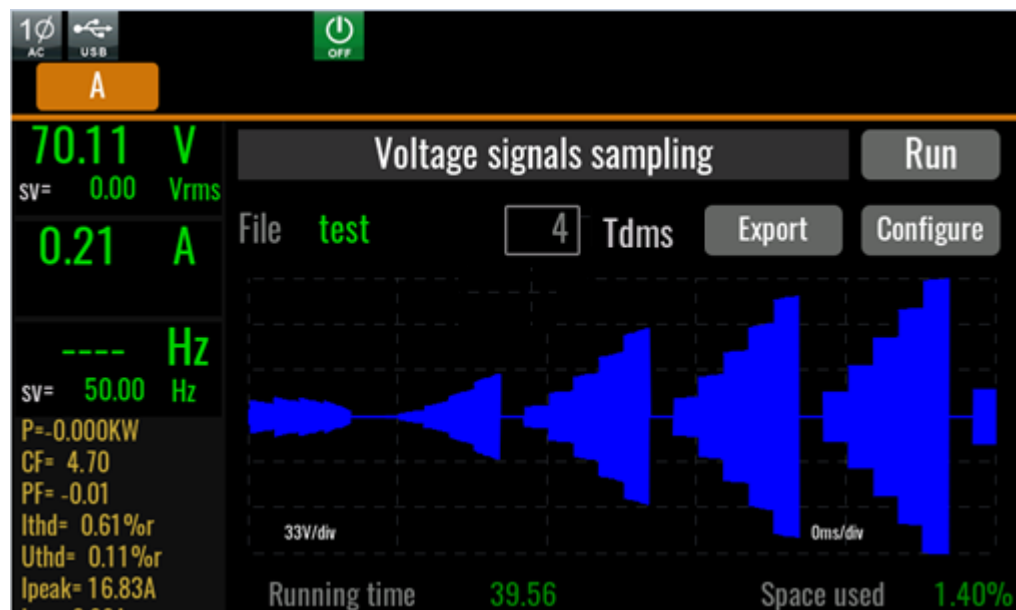 1Ø
AC
USB
OFF
A
70.11 V
sv= 0.00 Vrms
0.21 A
---- Hz
sv= 50.00 Hz
P=-0.000KW
CF= 4.70
PF= -0.01
Ithd= 0.61%r
Uthd= 0.11%r
Ipeak= 16.83A
Voltage signals sampling
Run
File test 4 Tdms Export Configure
33V/div 0ms/div
Running time 39.56 Space used 1.40%